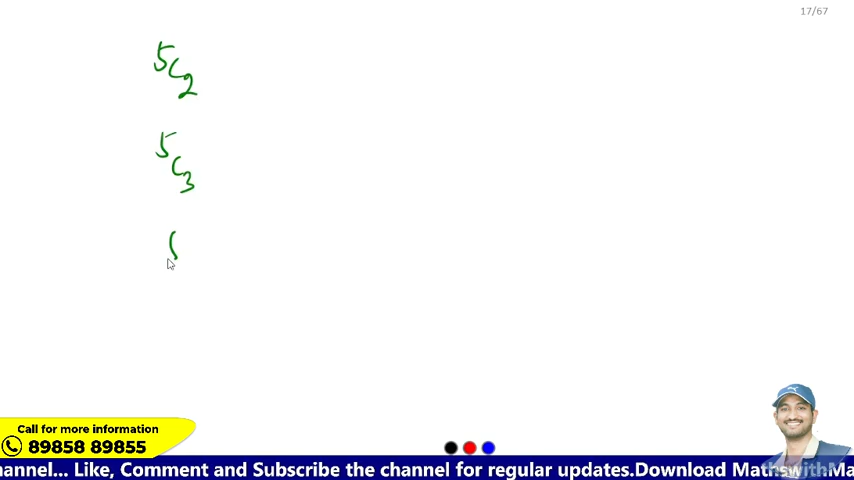 17/67
5C2
5C3
(
Call for more information
89858 89855
hannel... Like, Comment and Subscribe the channel for regular updates.Download MathswithMa